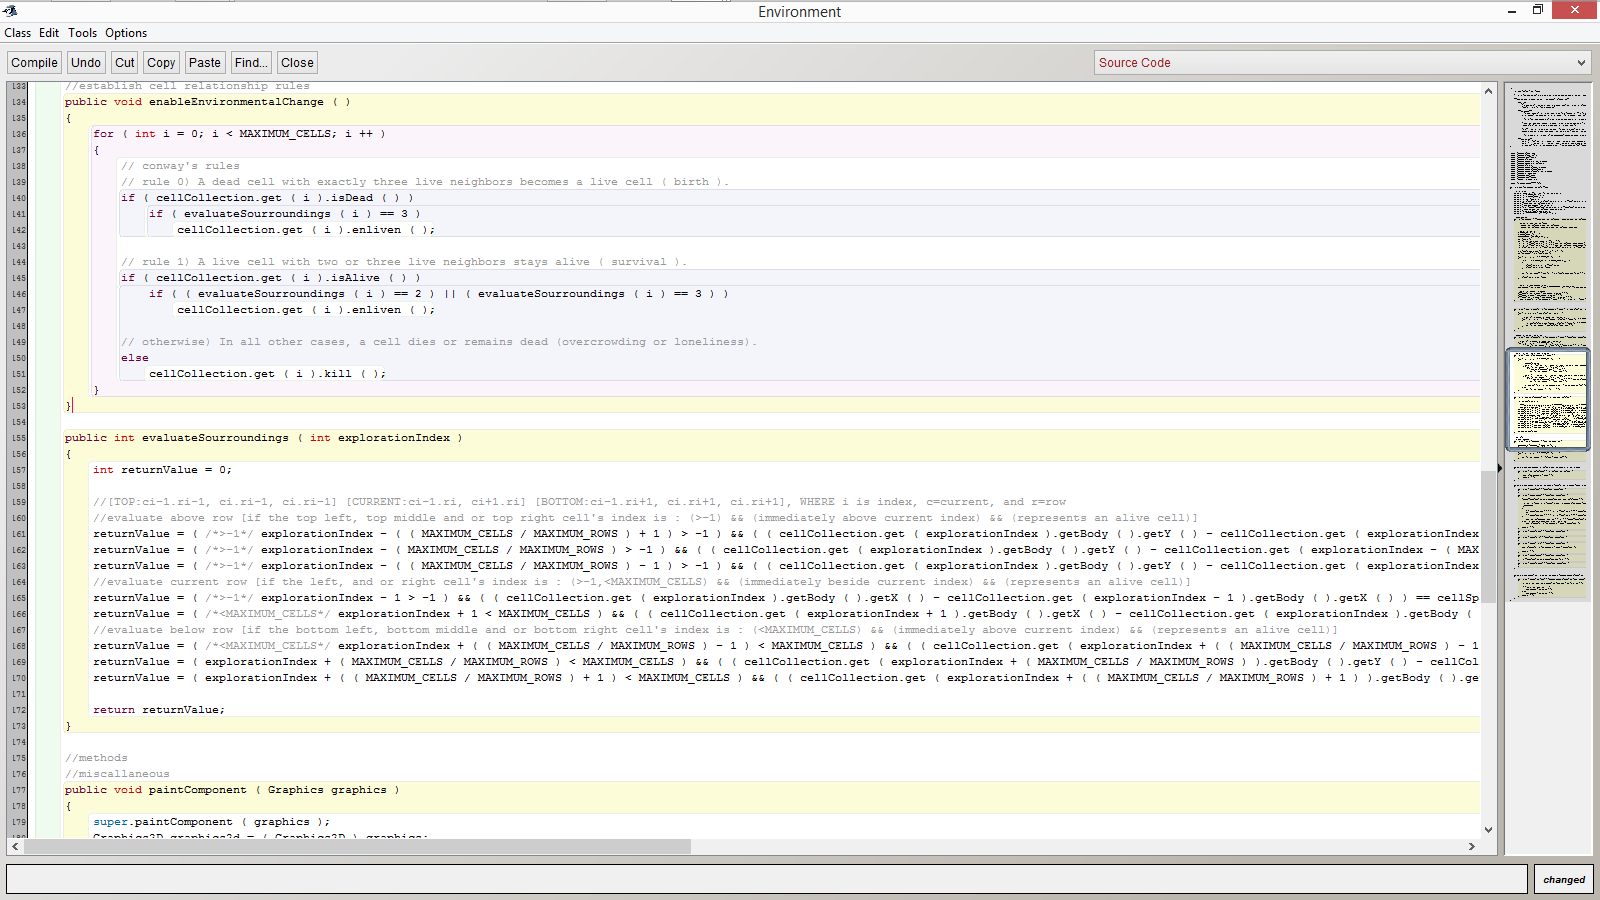 Environment
Class Edit Tools Options
Compile Undo Cut Copy Paste Find... Close Source Code
133 //establish cell relationship rules
134 public void enableEnvironmentalChange ( )
135 {
136 for ( int i = 0; i < MAXIMUM_CELLS; i ++ )
137 {
138 // conway's rules
139 // rule 0) A dead cell with exactly three live neighbors becomes a live cell ( birth ).
140 if ( cellCollection.get ( i ).isDead ( ) )
141 if ( evaluateSourroundings ( i ) == 3 )
142 cellCollection.get ( i ).enliven ( );
143
144 // rule 1) A live cell with two or three live neighbors stays alive ( survival ).
145 if ( cellCollection.get ( i ).isAlive ( ) )
146 if ( ( evaluateSourroundings ( i ) == 2 ) || ( evaluateSourroundings ( i ) == 3 ) )
147 cellCollection.get ( i ).enliven ( );
148
149 // otherwise) In all other cases, a cell dies or remains dead (overcrowding or loneliness).
150 else
151 cellCollection.get ( i ).kill ( );
152 }
153 }
154
155 public int evaluateSourroundings ( int explorationIndex )
156 {
157 int returnValue = 0;
158
159 //[TOP:ci-1.ri-1, ci.ri-1, ci.ri-1] [CURRENT:ci-1.ri, ci+1.ri] [BOTTOM:ci-1.ri+1, ci.ri+1, ci.ri+1], WHERE i is index, c=current, and r=row
160 //evaluate above row [if the top left, top middle and or top right cell's index is : (>-1) && (immediately above current index) && (represents an alive cell)]
161 returnValue = ( /*>-1*/ explorationIndex - ( ( MAXIMUM_CELLS / MAXIMUM_ROWS ) + 1 ) > -1 ) && ( ( cellCollection.get ( explorationIndex ).getBody ( ).getY ( ) - cellCollection.get ( explorationIndex
162 returnValue = ( /*>-1*/ explorationIndex - ( MAXIMUM_CELLS / MAXIMUM_ROWS ) > -1 ) && ( ( cellCollection.get ( explorationIndex ).getBody ( ).getY ( ) - cellCollection.get ( explorationIndex - ( MAX
163 returnValue = ( /*>-1*/ explorationIndex - ( ( MAXIMUM_CELLS / MAXIMUM_ROWS ) - 1 ) > -1 ) && ( ( cellCollection.get ( explorationIndex ).getBody ( ).getY ( ) - cellCollection.get ( explorationIndex
164 //evaluate current row [if the left, and or right cell's index is : (>-1,<MAXIMUM_CELLS) && (immediately beside current index) && (represents an alive cell)]
165 returnValue = ( /*>-1*/ explorationIndex - 1 > -1 ) && ( ( cellCollection.get ( explorationIndex ).getBody ( ).getX ( ) - cellCollection.get ( explorationIndex - 1 ).getBody ( ).getX ( ) ) == cellSp
166 returnValue = ( /*<MAXIMUM_CELLS*/ explorationIndex + 1 < MAXIMUM_CELLS ) && ( ( cellCollection.get ( explorationIndex + 1 ).getBody ( ).getX ( ) - cellCollection.get ( explorationIndex ).getBody (
167 //evaluate below row [if the bottom left, bottom middle and or bottom right cell's index is : (<MAXIMUM_CELLS) && (immediately above current index) && (represents an alive cell)]
168 returnValue = ( /*<MAXIMUM_CELLS*/ explorationIndex + ( ( MAXIMUM_CELLS / MAXIMUM_ROWS ) - 1 ) < MAXIMUM_CELLS ) && ( ( cellCollection.get ( explorationIndex + ( ( MAXIMUM_CELLS / MAXIMUM_ROWS ) - 1
169 returnValue = ( explorationIndex + ( MAXIMUM_CELLS / MAXIMUM_ROWS ) < MAXIMUM_CELLS ) && ( ( cellCollection.get ( explorationIndex + ( MAXIMUM_CELLS / MAXIMUM_ROWS ) ).getBody ( ).getY ( ) - cellCol
170 returnValue = ( explorationIndex + ( ( MAXIMUM_CELLS / MAXIMUM_ROWS ) + 1 ) < MAXIMUM_CELLS ) && ( ( cellCollection.get ( explorationIndex + ( ( MAXIMUM_CELLS / MAXIMUM_ROWS ) + 1 ) ).getBody ( ).ge
171
172 return returnValue;
173 }
174
175 //methods
176 //miscallaneous
177 public void paintComponent ( Graphics graphics )
178 {
179 super.paintComponent ( graphics );
180 Graphics2D graphics2d = ( Graphics2D ) graphics;
changed